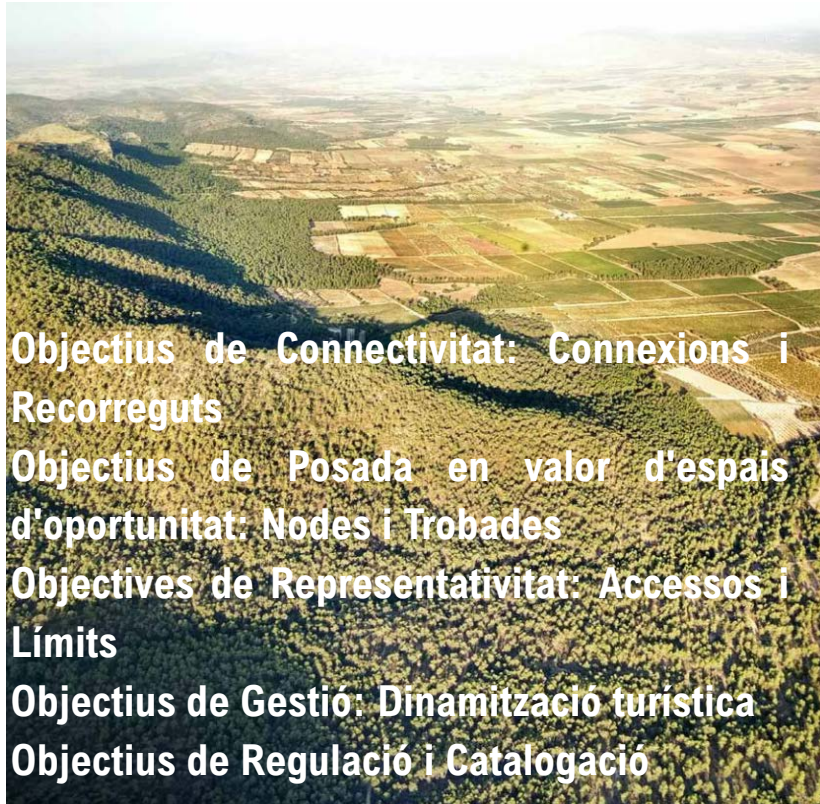 Objectius de Connectivitat: Connexions i
Recorreguts
Objectius de Posada en valor d'espais
d'oportunitat: Nodes i Trobades
Objectives de Representativitat: Accessos i
Límits
Objectius de Gestió: Dinamització turística
Objectius de Regulació i Catalogació